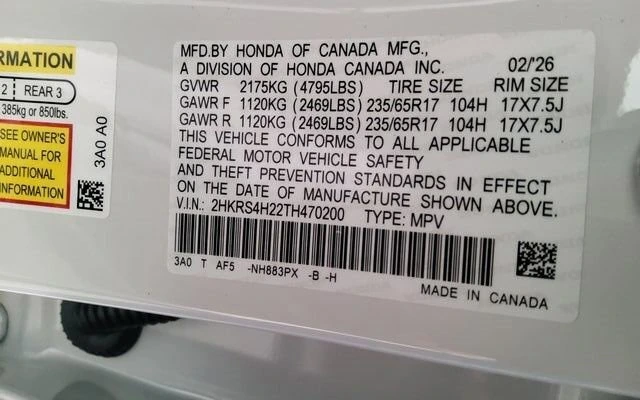 RMATION
2 REAR 3
385kg or 850lbs.
SEE OWNER'S
MANUAL FOR
ADDITIONAL
INFORMATION
3A0 A0
MFD.BY HONDA OF CANADA MFG.,
A DIVISION OF HONDA CANADA INC. 02/'26
GVWR 2175KG (4795LBS) TIRE SIZE RIM SIZE
GAWR F 1120KG (2469LBS) 235/65R17 104H 17X7.5J
GAWR R 1120KG (2469LBS) 235/65R17 104H 17X7.5J
THIS VEHICLE CONFORMS TO ALL APPLICABLE
FEDERAL MOTOR VEHICLE SAFETY
AND THEFT PREVENTION STANDARDS IN EFFECT
ON THE DATE OF MANUFACTURE SHOWN ABOVE.
V.I.N.: 2HKRS4H22TH470200 TYPE: MPV
3A0 T AF5 -NH883PX -B -H
MADE IN CANADA